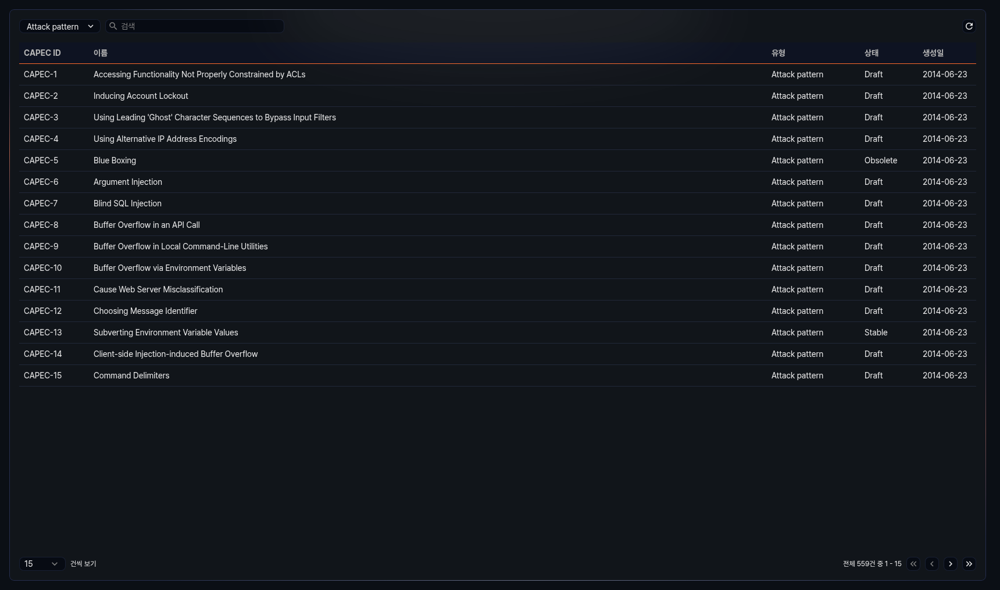 Attack pattern 검색
CAPEC ID 이름 유형 상태 생성일
CAPEC-1 Accessing Functionality Not Properly Constrained by ACLs Attack pattern Draft 2014-06-23
CAPEC-2 Inducing Account Lockout Attack pattern Draft 2014-06-23
CAPEC-3 Using Leading 'Ghost' Character Sequences to Bypass Input Filters Attack pattern Draft 2014-06-23
CAPEC-4 Using Alternative IP Address Encodings Attack pattern Draft 2014-06-23
CAPEC-5 Blue Boxing Attack pattern Obsolete 2014-06-23
CAPEC-6 Argument Injection Attack pattern Draft 2014-06-23
CAPEC-7 Blind SQL Injection Attack pattern Draft 2014-06-23
CAPEC-8 Buffer Overflow in an API Call Attack pattern Draft 2014-06-23
CAPEC-9 Buffer Overflow in Local Command-Line Utilities Attack pattern Draft 2014-06-23
CAPEC-10 Buffer Overflow via Environment Variables Attack pattern Draft 2014-06-23
CAPEC-11 Cause Web Server Misclassification Attack pattern Draft 2014-06-23
CAPEC-12 Choosing Message Identifier Attack pattern Draft 2014-06-23
CAPEC-13 Subverting Environment Variable Values Attack pattern Stable 2014-06-23
CAPEC-14 Client-side Injection-induced Buffer Overflow Attack pattern Draft 2014-06-23
CAPEC-15 Command Delimiters Attack pattern Draft 2014-06-23
15 건씩 보기 전체 559건 중 1 - 15